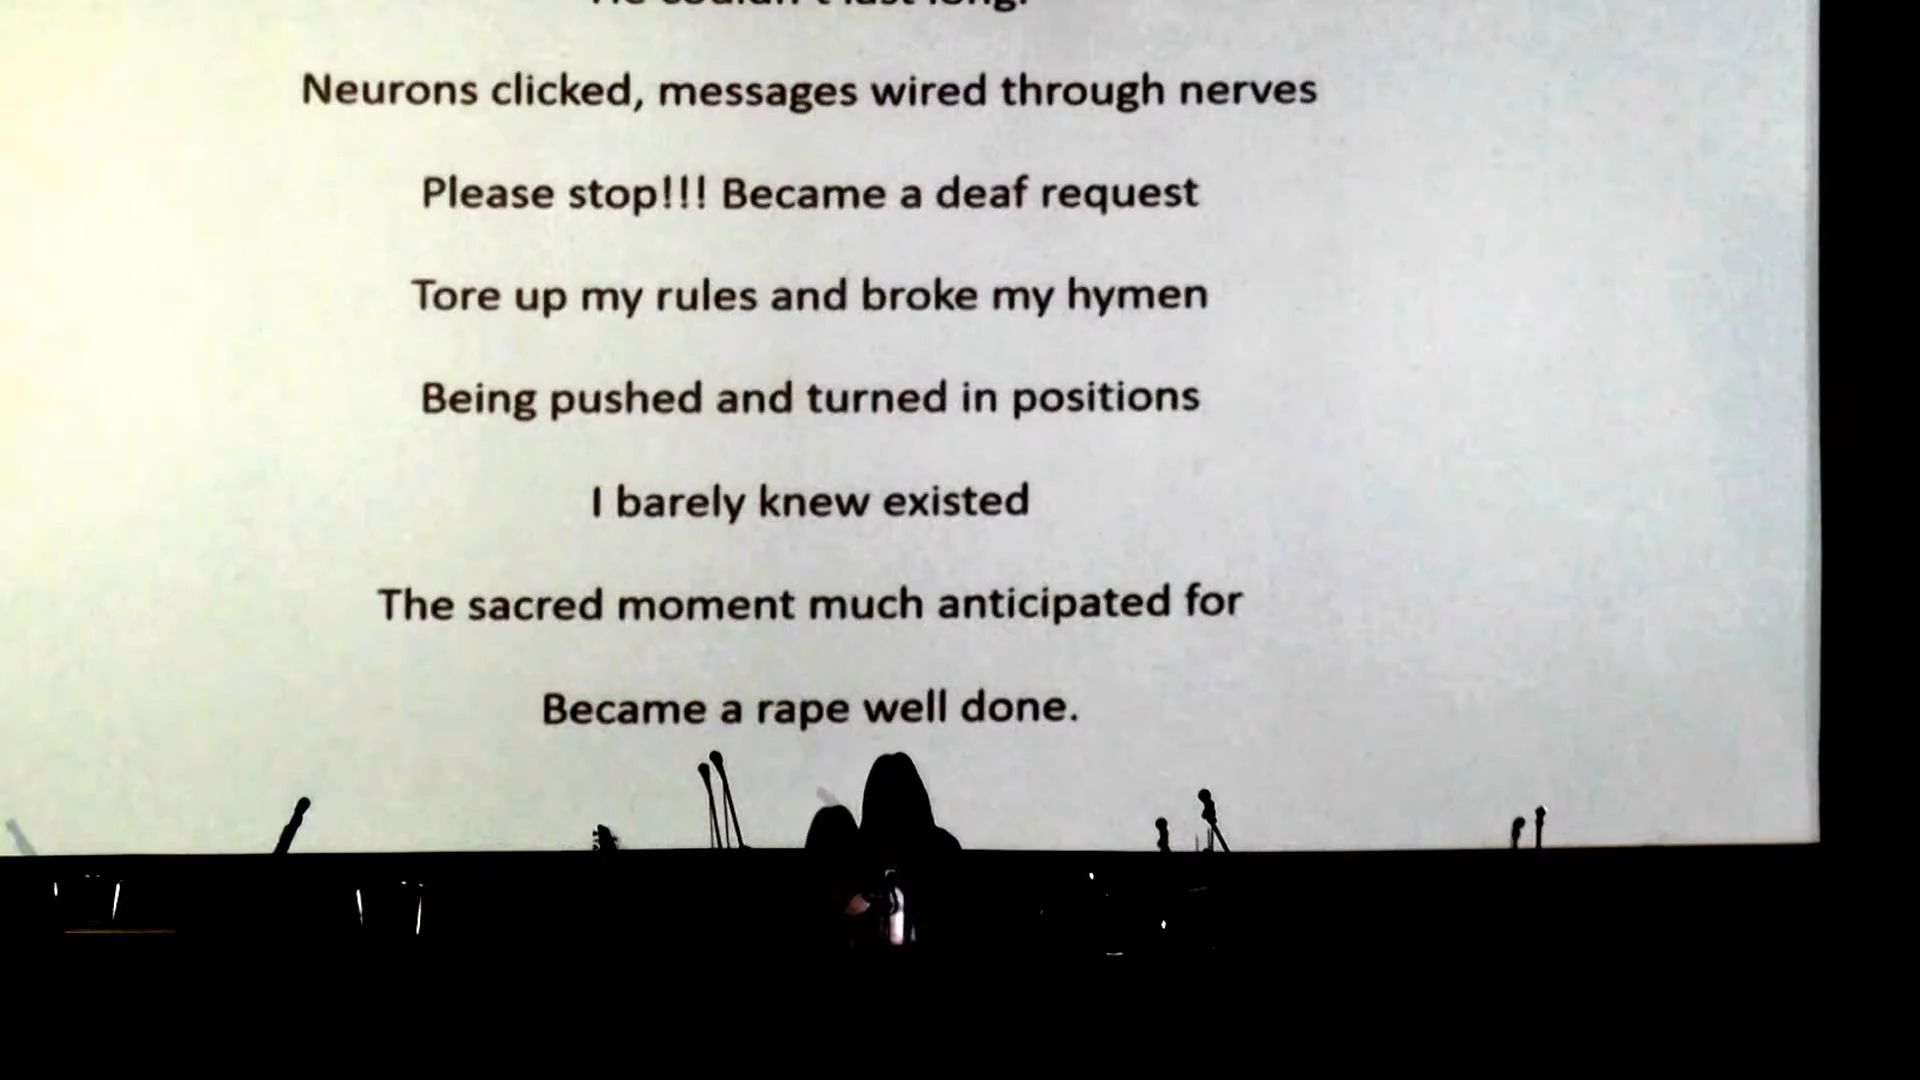 Neurons clicked, messages wired through nerves
Please stop!!! Became a deaf request
Tore up my rules and broke my hymen
Being pushed and turned in positions
I barely knew existed
The sacred moment much anticipated for
Became a rape well done.